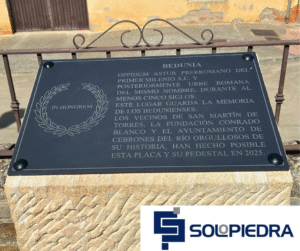 BEDUNIA
OPPIDUM ASTUR PRERROMANO DEL
PRIMER MILENIO A.C. Y
POSTERIORMENTE URBE ROMANA
DEL MISMO NOMBRE, DURANTE AL
MENOS CINCO SIGLOS.
ESTE LUGAR GUARDA LA MEMORIA
DE LOS BEDUNIENSES.
LOS VECINOS DE SAN MARTÍN DE
TORRES, LA FUNDACIÓN CONRADO
BLANCO Y EL AYUNTAMIENTO DE
CEBRONES DEL RÍO ORGULLOSOS DE
SU HISTORIA, HAN HECHO POSIBLE
ESTA PLACA Y SU PEDESTAL EN 2025.
IN HONOREM
SOLOPIEDRA